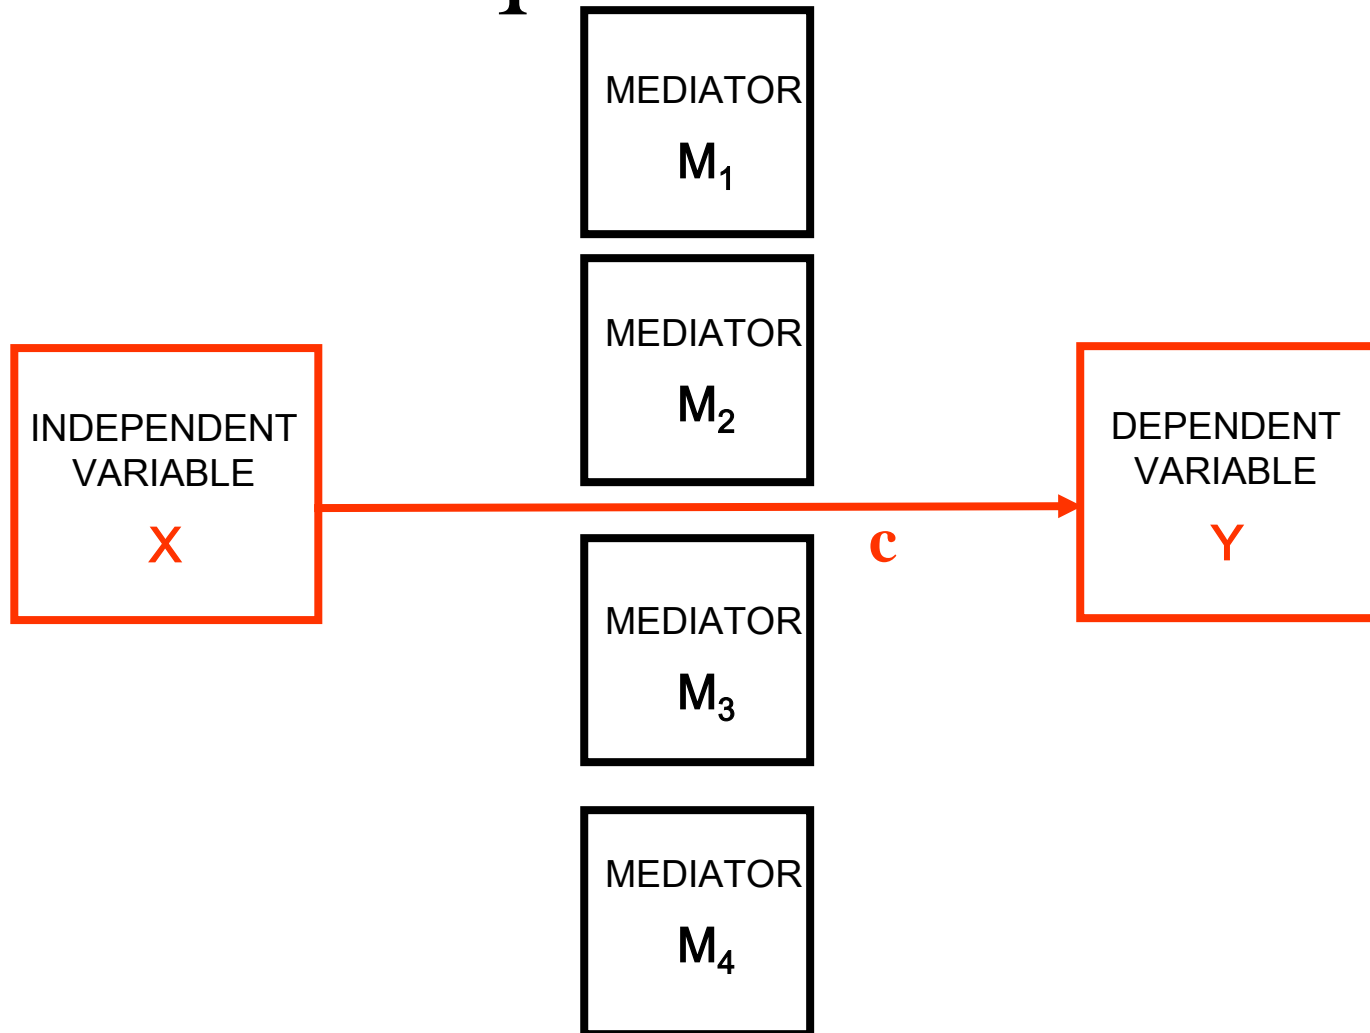 MEDIATOR
M₁
MEDIATOR
M₂
INDEPENDENT
VARIABLE
X
c
DEPENDENT
VARIABLE
Y
MEDIATOR
M₃
MEDIATOR
M₄